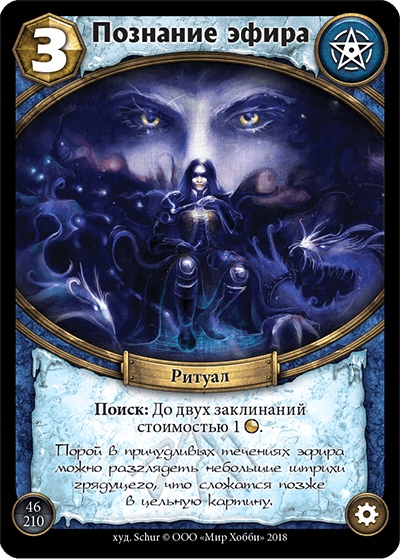 3
Познание эфира
Ритуал
Поиск: До двух заклинаний
стоимостью 1 .
Порой в причудливых течениях эфира
можно разглядеть небольшие штрихи
грядущего, что сложатся позже
в цельную картину.
46
210
худ. Schur © ООО «Мир Хобби» 2018